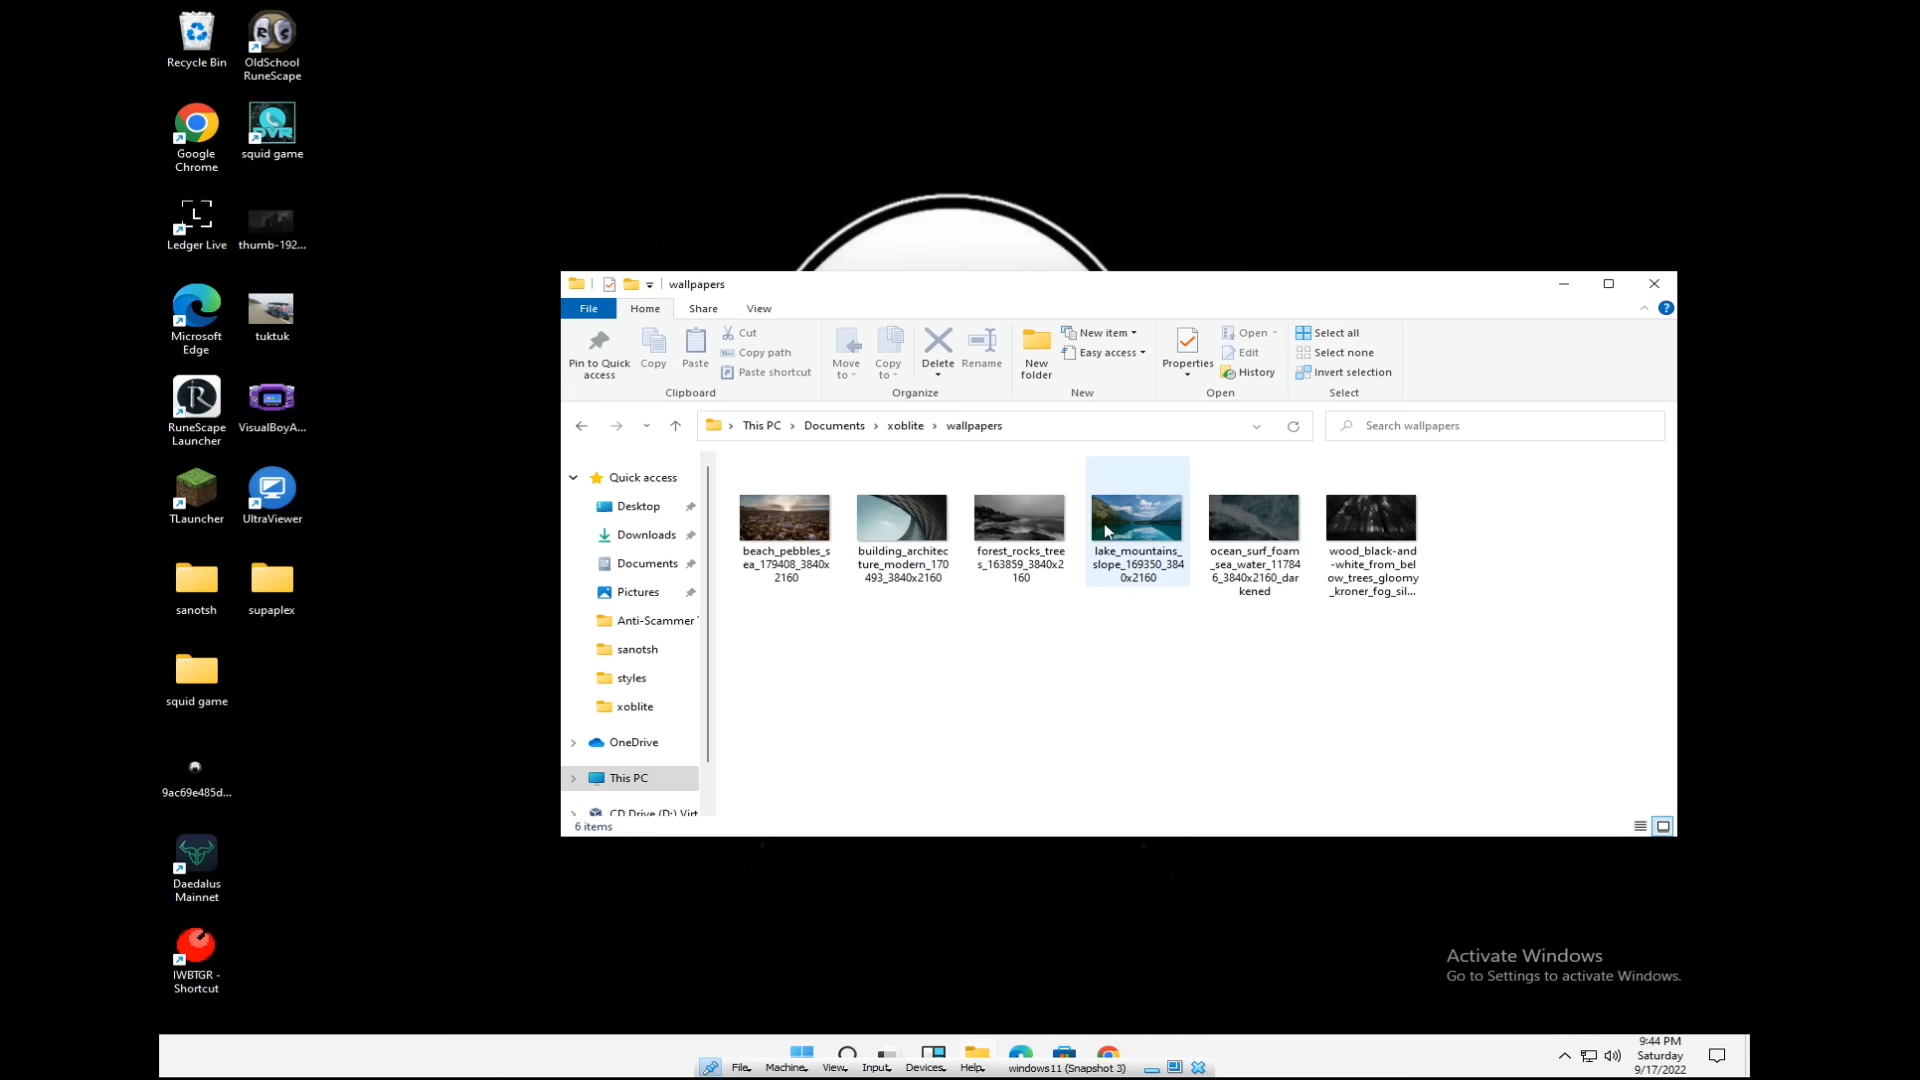 Recycle Bin
OldSchool
RuneScape
Google
Chrome
squid game
Ledger Live
thumb-192...
Microsoft
Edge
tuktuk
RuneScape
Launcher
VisualBoyA...
TLauncher
UltraViewer
sanotsh
supaplex
squid game
9ac69e485d...
Daedalus
Mainnet
IWBTGR -
Shortcut
wallpapers
File
Home
Share
View
Pin to Quick
access
Copy
Paste
Cut
Copy path
Paste shortcut
Clipboard
Move
to
Copy
to
Delete
Rename
Organize
New
folder
New item
Easy access
New
Properties
Open
Edit
History
Open
Select all
Select none
Invert selection
Select
This PC > Documents > xoblite > wallpapers
Search wallpapers
Quick access
Desktop
Downloads
Documents
Pictures
Anti-Scammer
sanotsh
styles
xoblite
OneDrive
This PC
CD Drive (D:) Virt
beach_pebbles_s
ea_179408_3840x
2160
building_architec
ture_modern_170
493_3840x2160
forest_rocks_tree
s_163859_3840x2
160
lake_mountains_
slope_169350_384
0x2160
ocean_surf_foam
_sea_water_11784
6_3840x2160_dar
kened
wood_black-and
-white_from_bel
ow_trees_gloomy
_kroner_fog_sil...
6 items
Activate Windows
Go to Settings to activate Windows.
File
Machine
View
Input
Devices
Help
windows11 (Snapshot 3)
9:44 PM
Saturday
9/17/2022